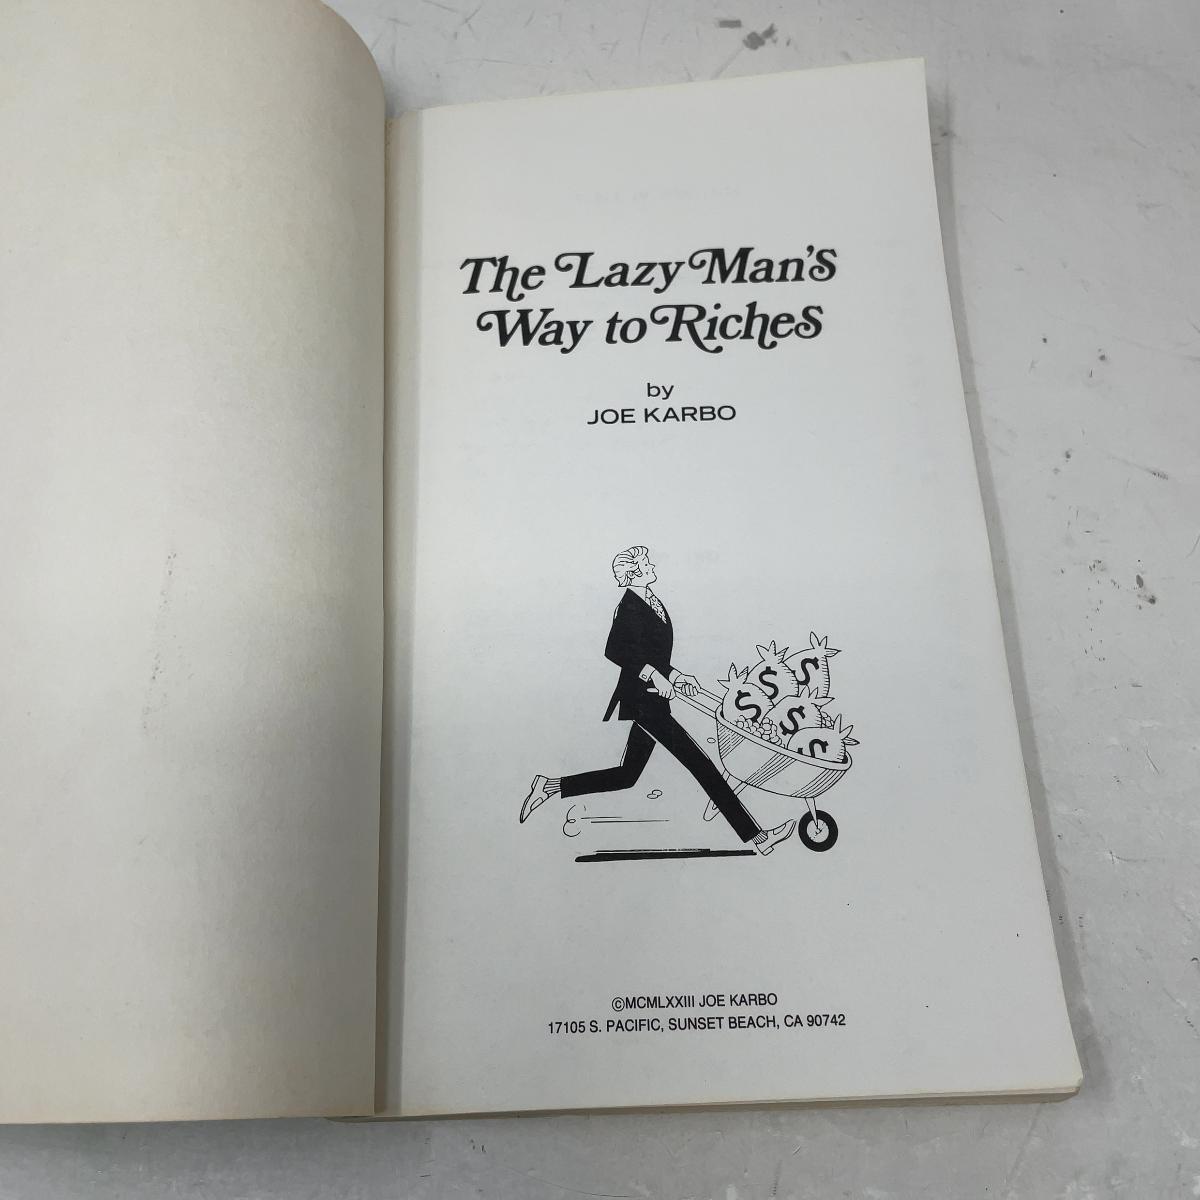 The Lazy Man's
Way to Riches
by
JOE KARBO
$
$
$
$
$
©MCMLXXIII JOE KARBO
17105 S. PACIFIC, SUNSET BEACH, CA 90742